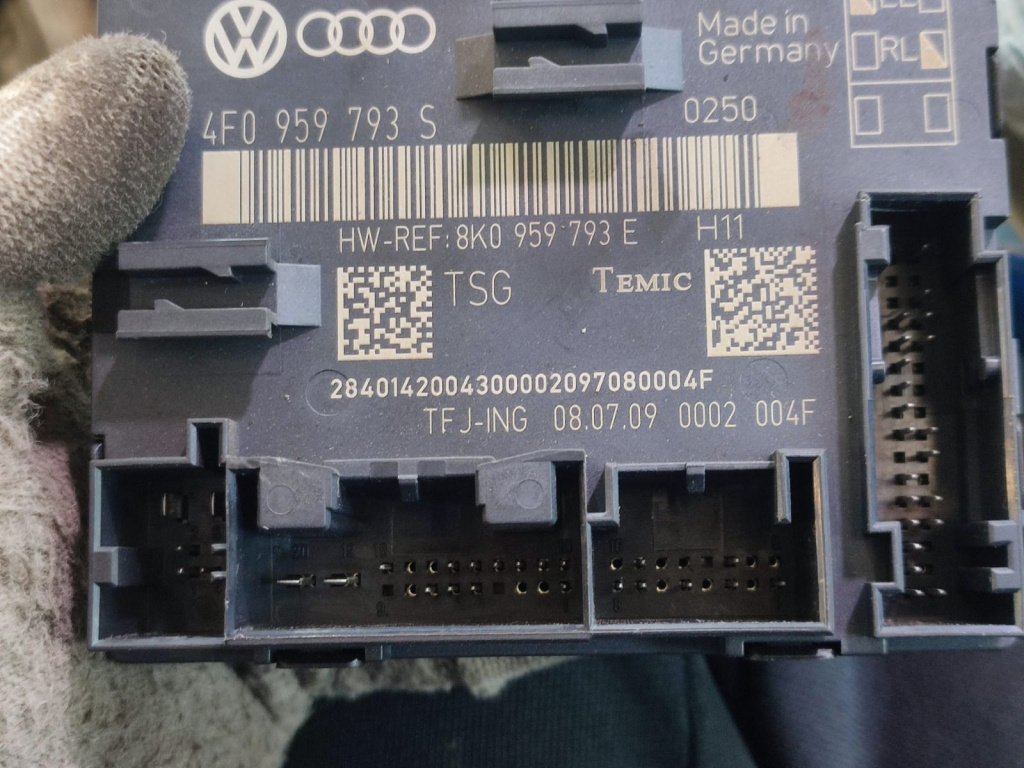 Made in
Germany
RL
4F0 959 793 S
0250
HW-REF: 8K0 959 793 E
H11
TSG
TEMIC
2840142004300002097080004F
TFJ-ING 08.07.09 0002 004F